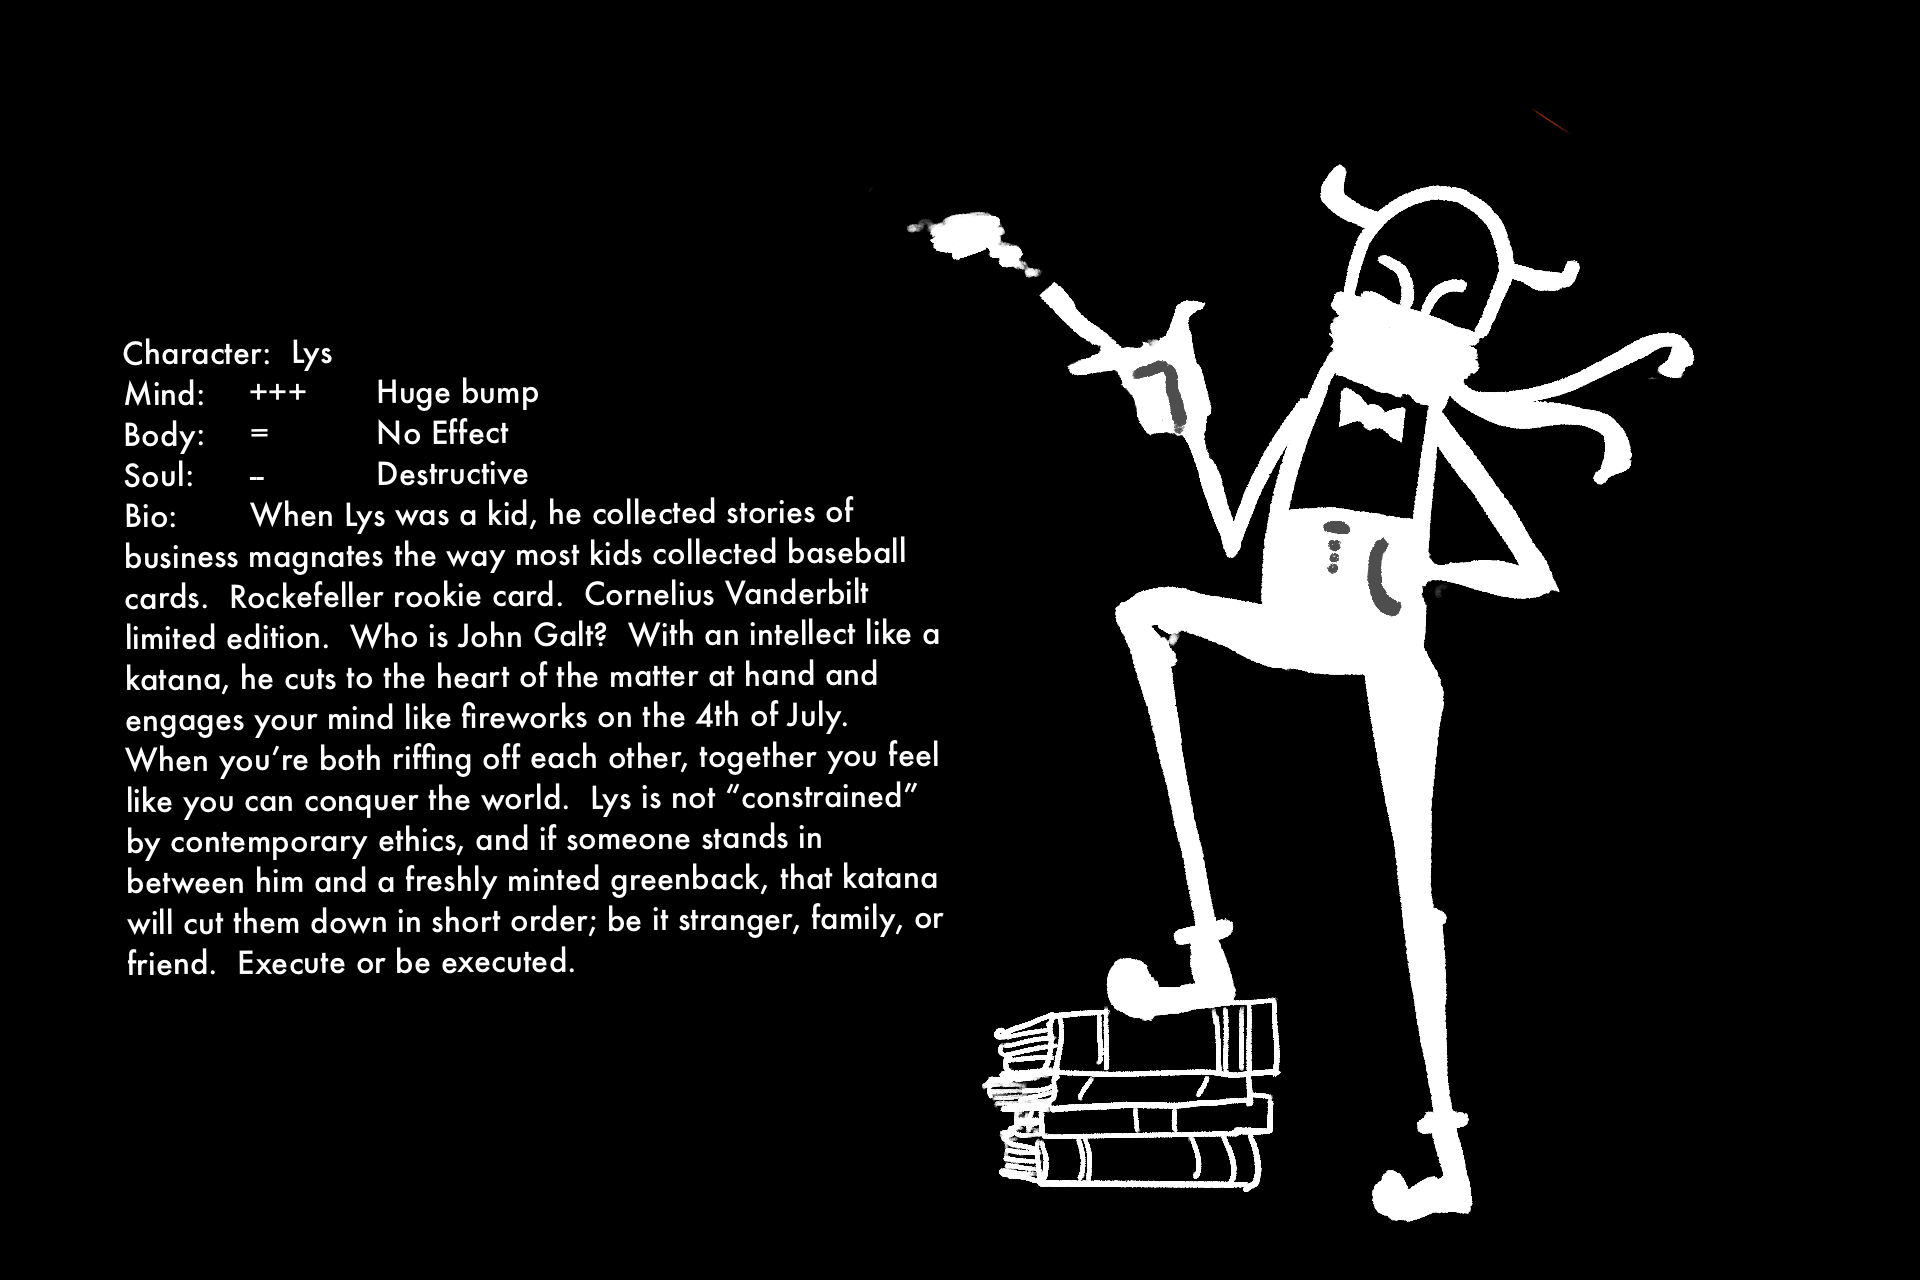 Character: Lys
Mind: +++ Huge bump
Body: = No Effect
Soul: – Destructive
Bio: When Lys was a kid, he collected stories of
business magnates the way most kids collected baseball
cards. Rockefeller rookie card. Cornelius Vanderbilt
limited edition. Who is John Galt? With an intellect like a
katana, he cuts to the heart of the matter at hand and
engages your mind like fireworks on the 4th of July.
When you’re both riffing off each other, together you feel
like you can conquer the world. Lys is not “constrained”
by contemporary ethics, and if someone stands in
between him and a freshly minted greenback, that katana
will cut them down in short order; be it stranger, family, or
friend. Execute or be executed.